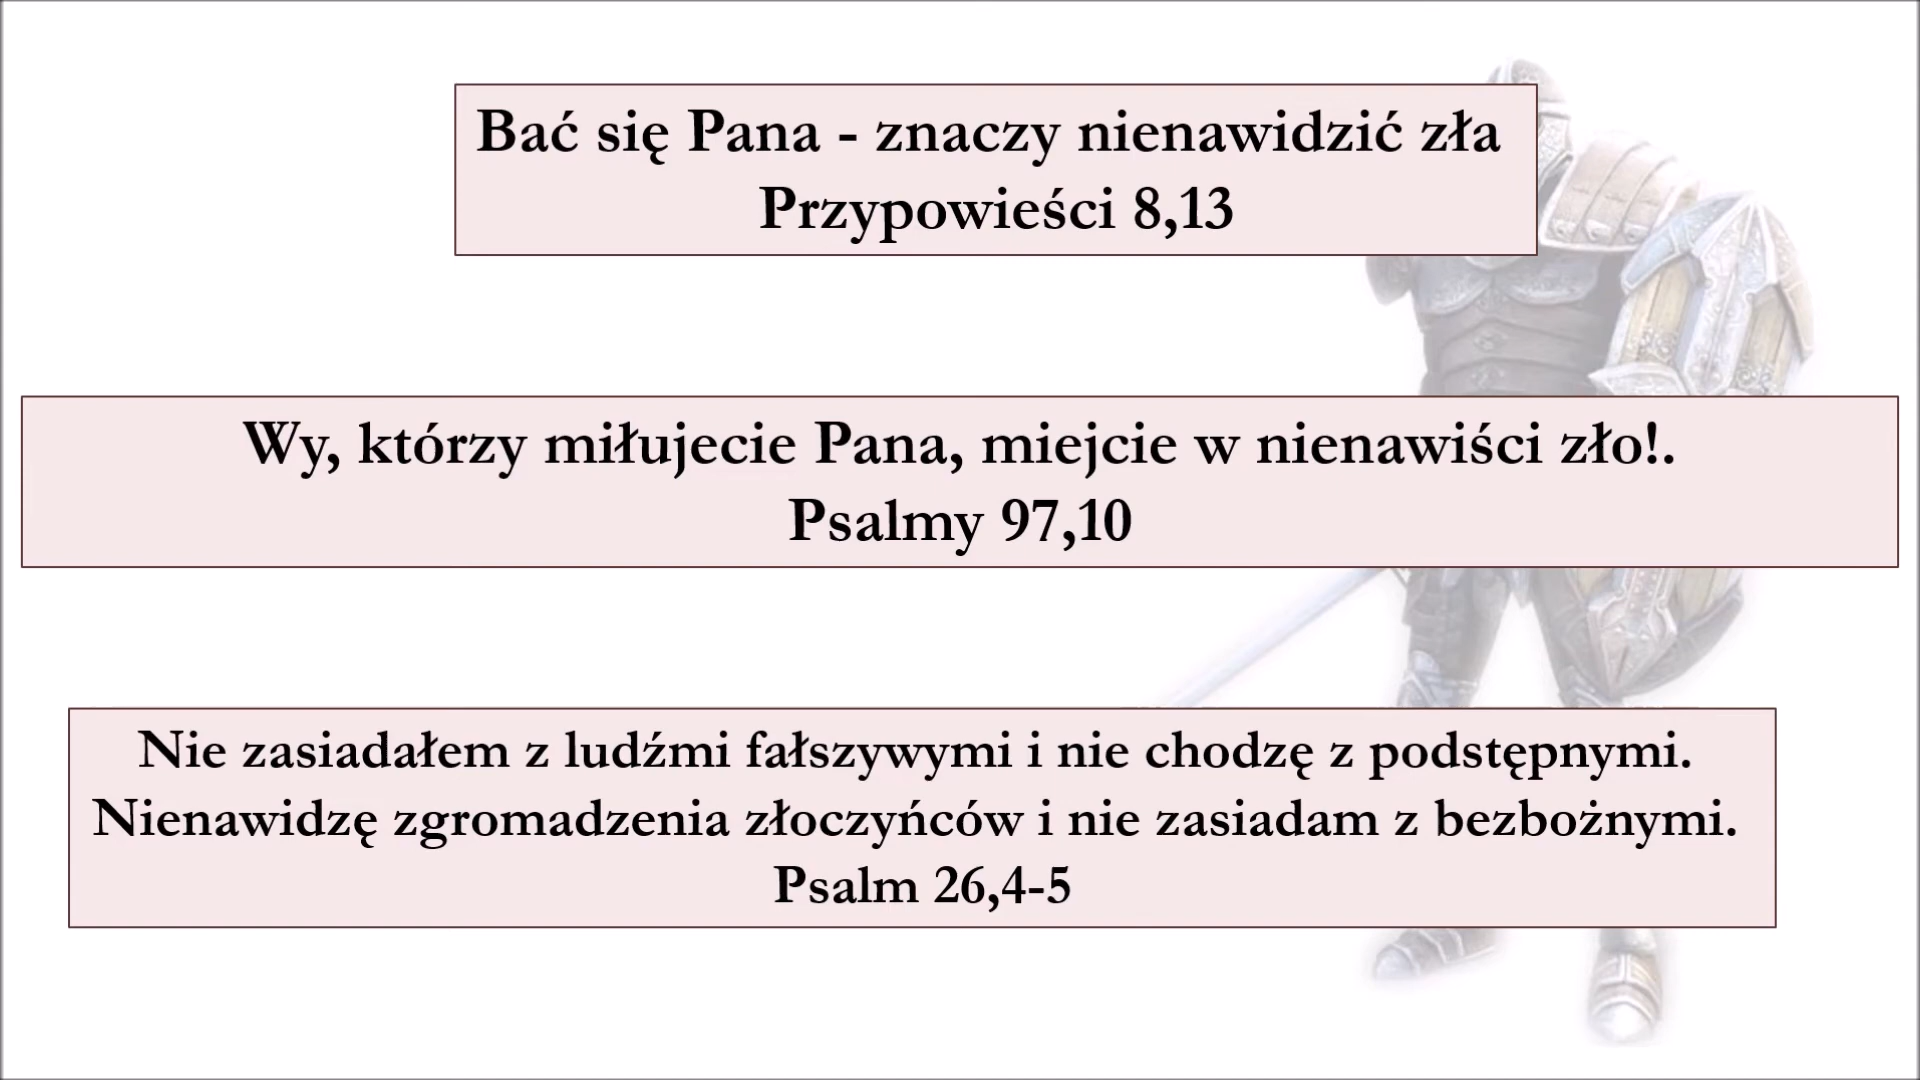 Bać się Pana - znaczy nienawidzić zła
Przypowieści 8,13
Wy, którzy miłujecie Pana, miejcie w nienawiści zło!.
Psalmy 97,10
Nie zasiadałem z ludźmi fałszywymi i nie chodzę z podstępnymi.
Nienawidzę zgromadzenia złoczyńców i nie zasiadam z bezbożnymi.
Psalm 26,4-5